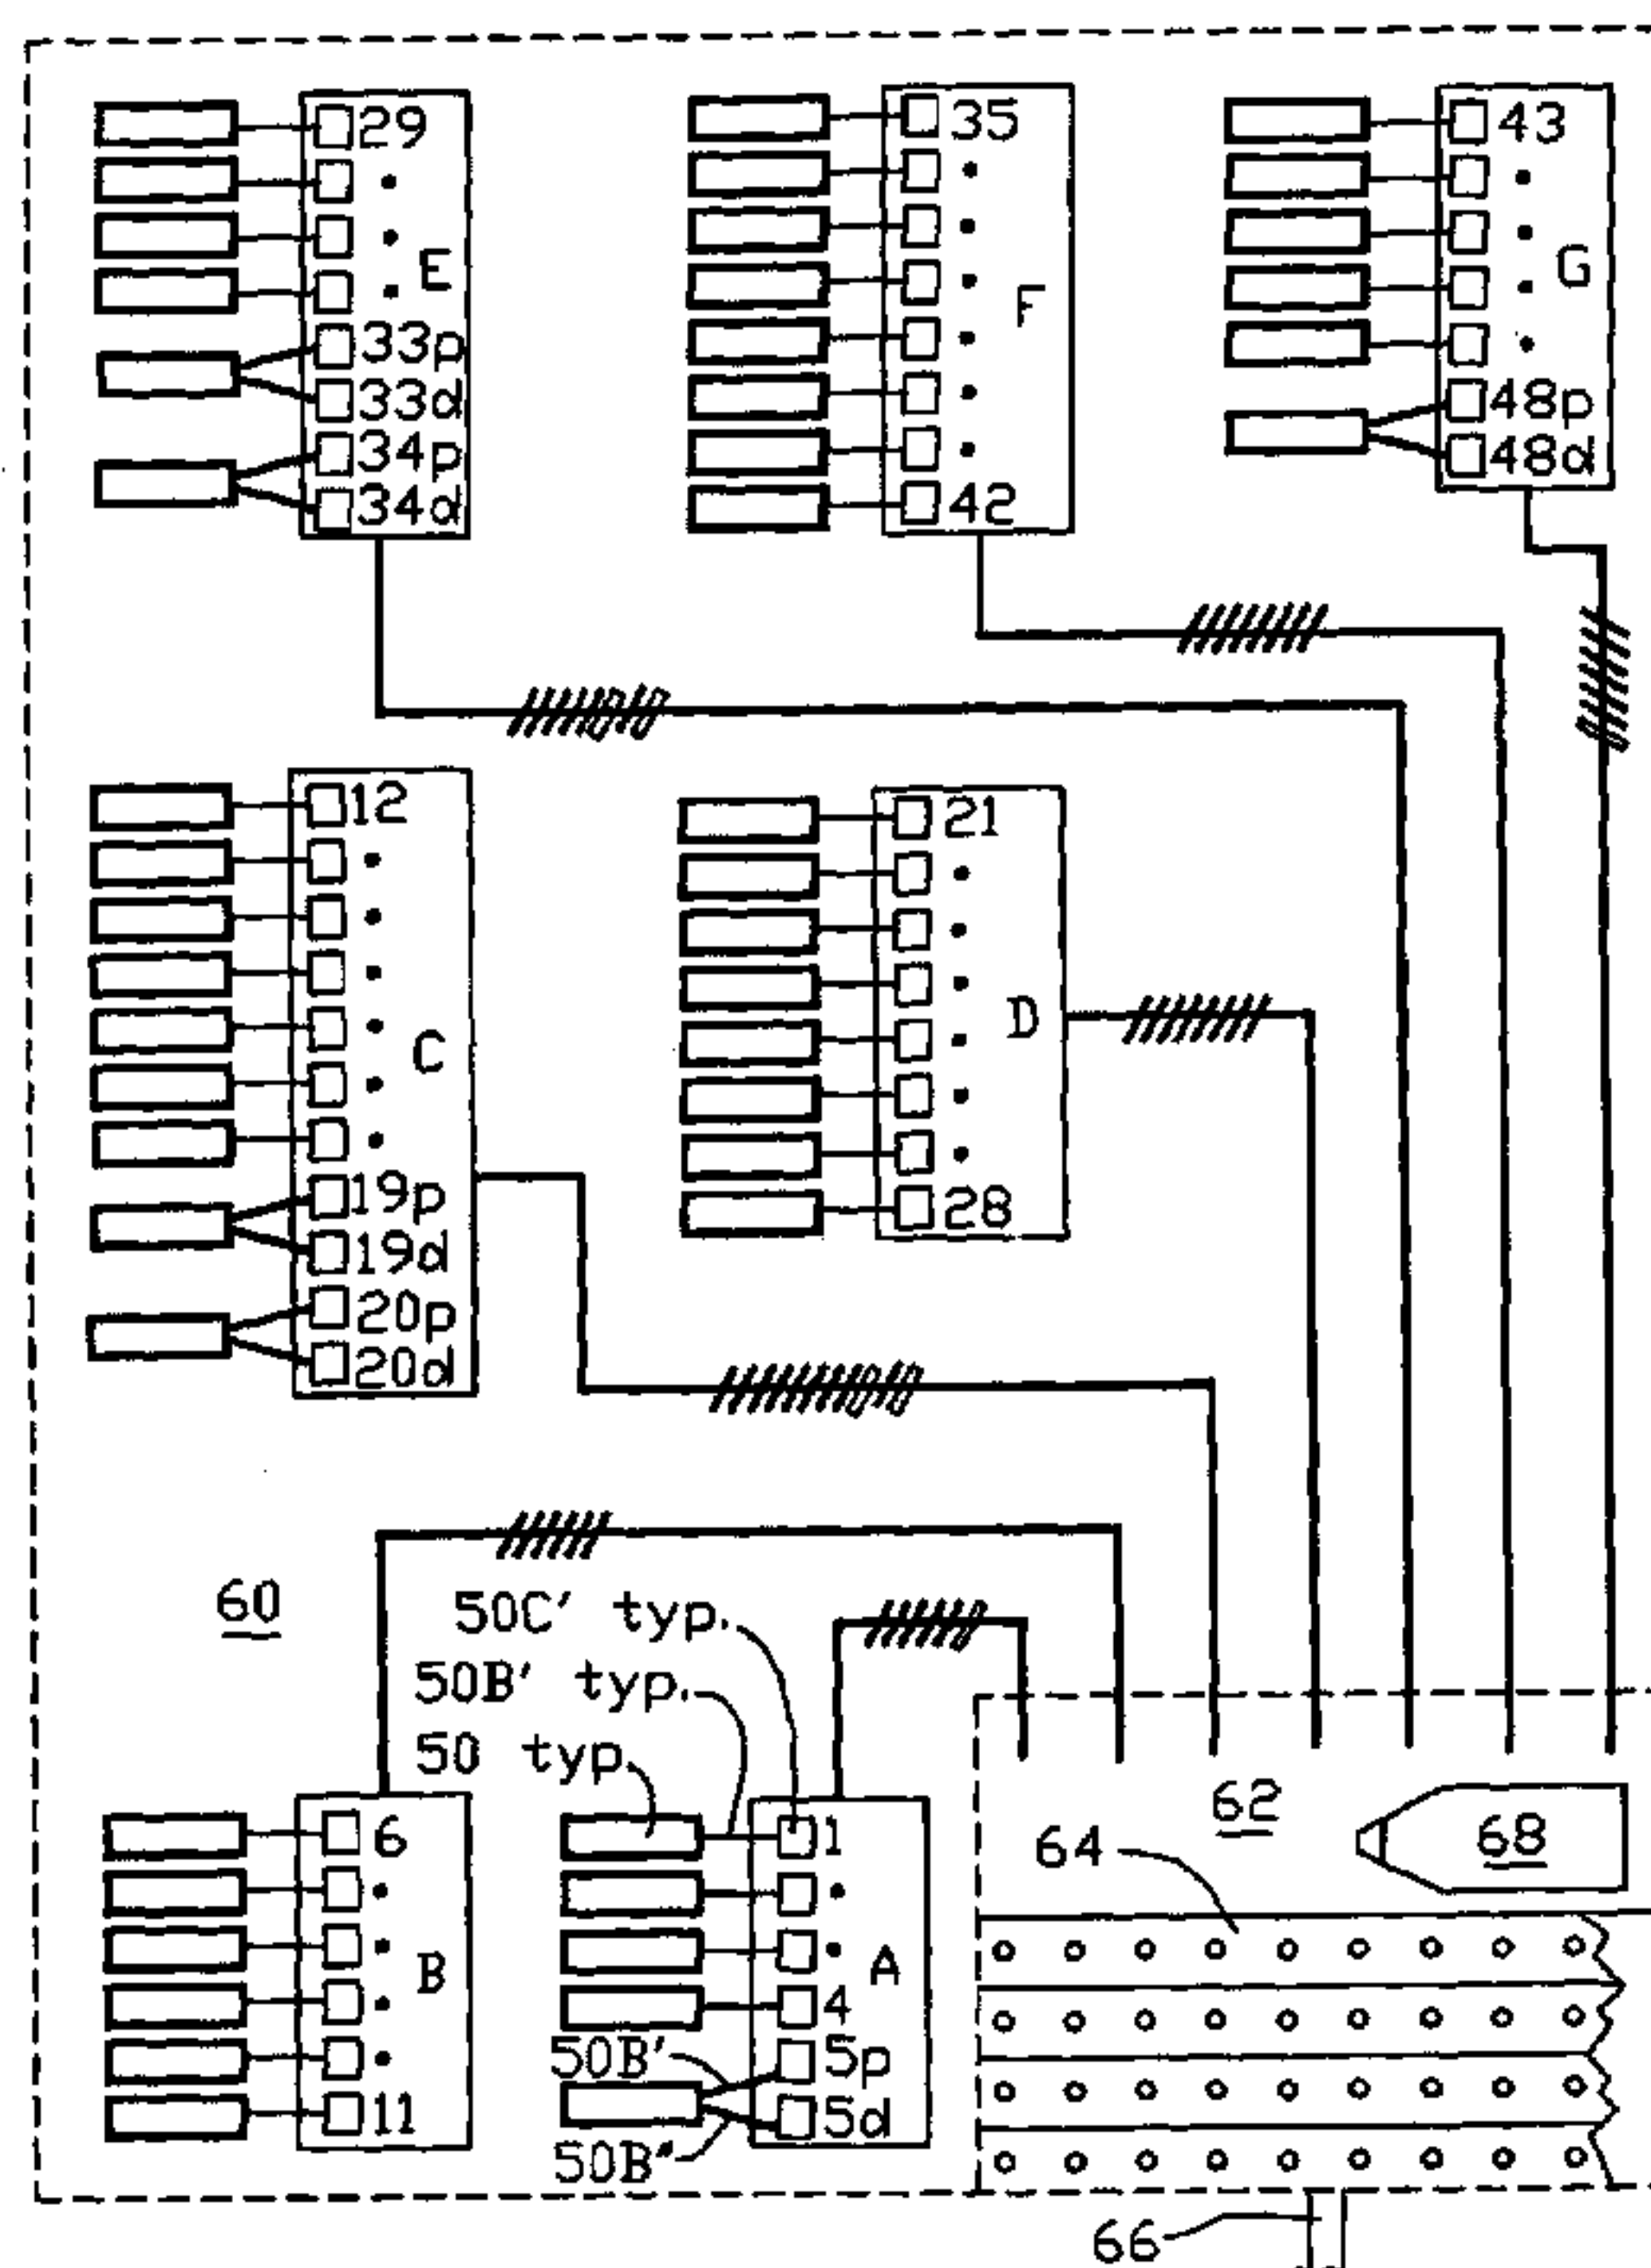 29
E
33p
33d
34p
34d
35
F
42
43
G
48p
48d
12
C
19p
19d
20p
20d
21
D
28
60
50C' typ.
50B' typ.
50 typ.
6
B
11
1
A
4
5p
5d
50B'
50B"
62
64
68
66